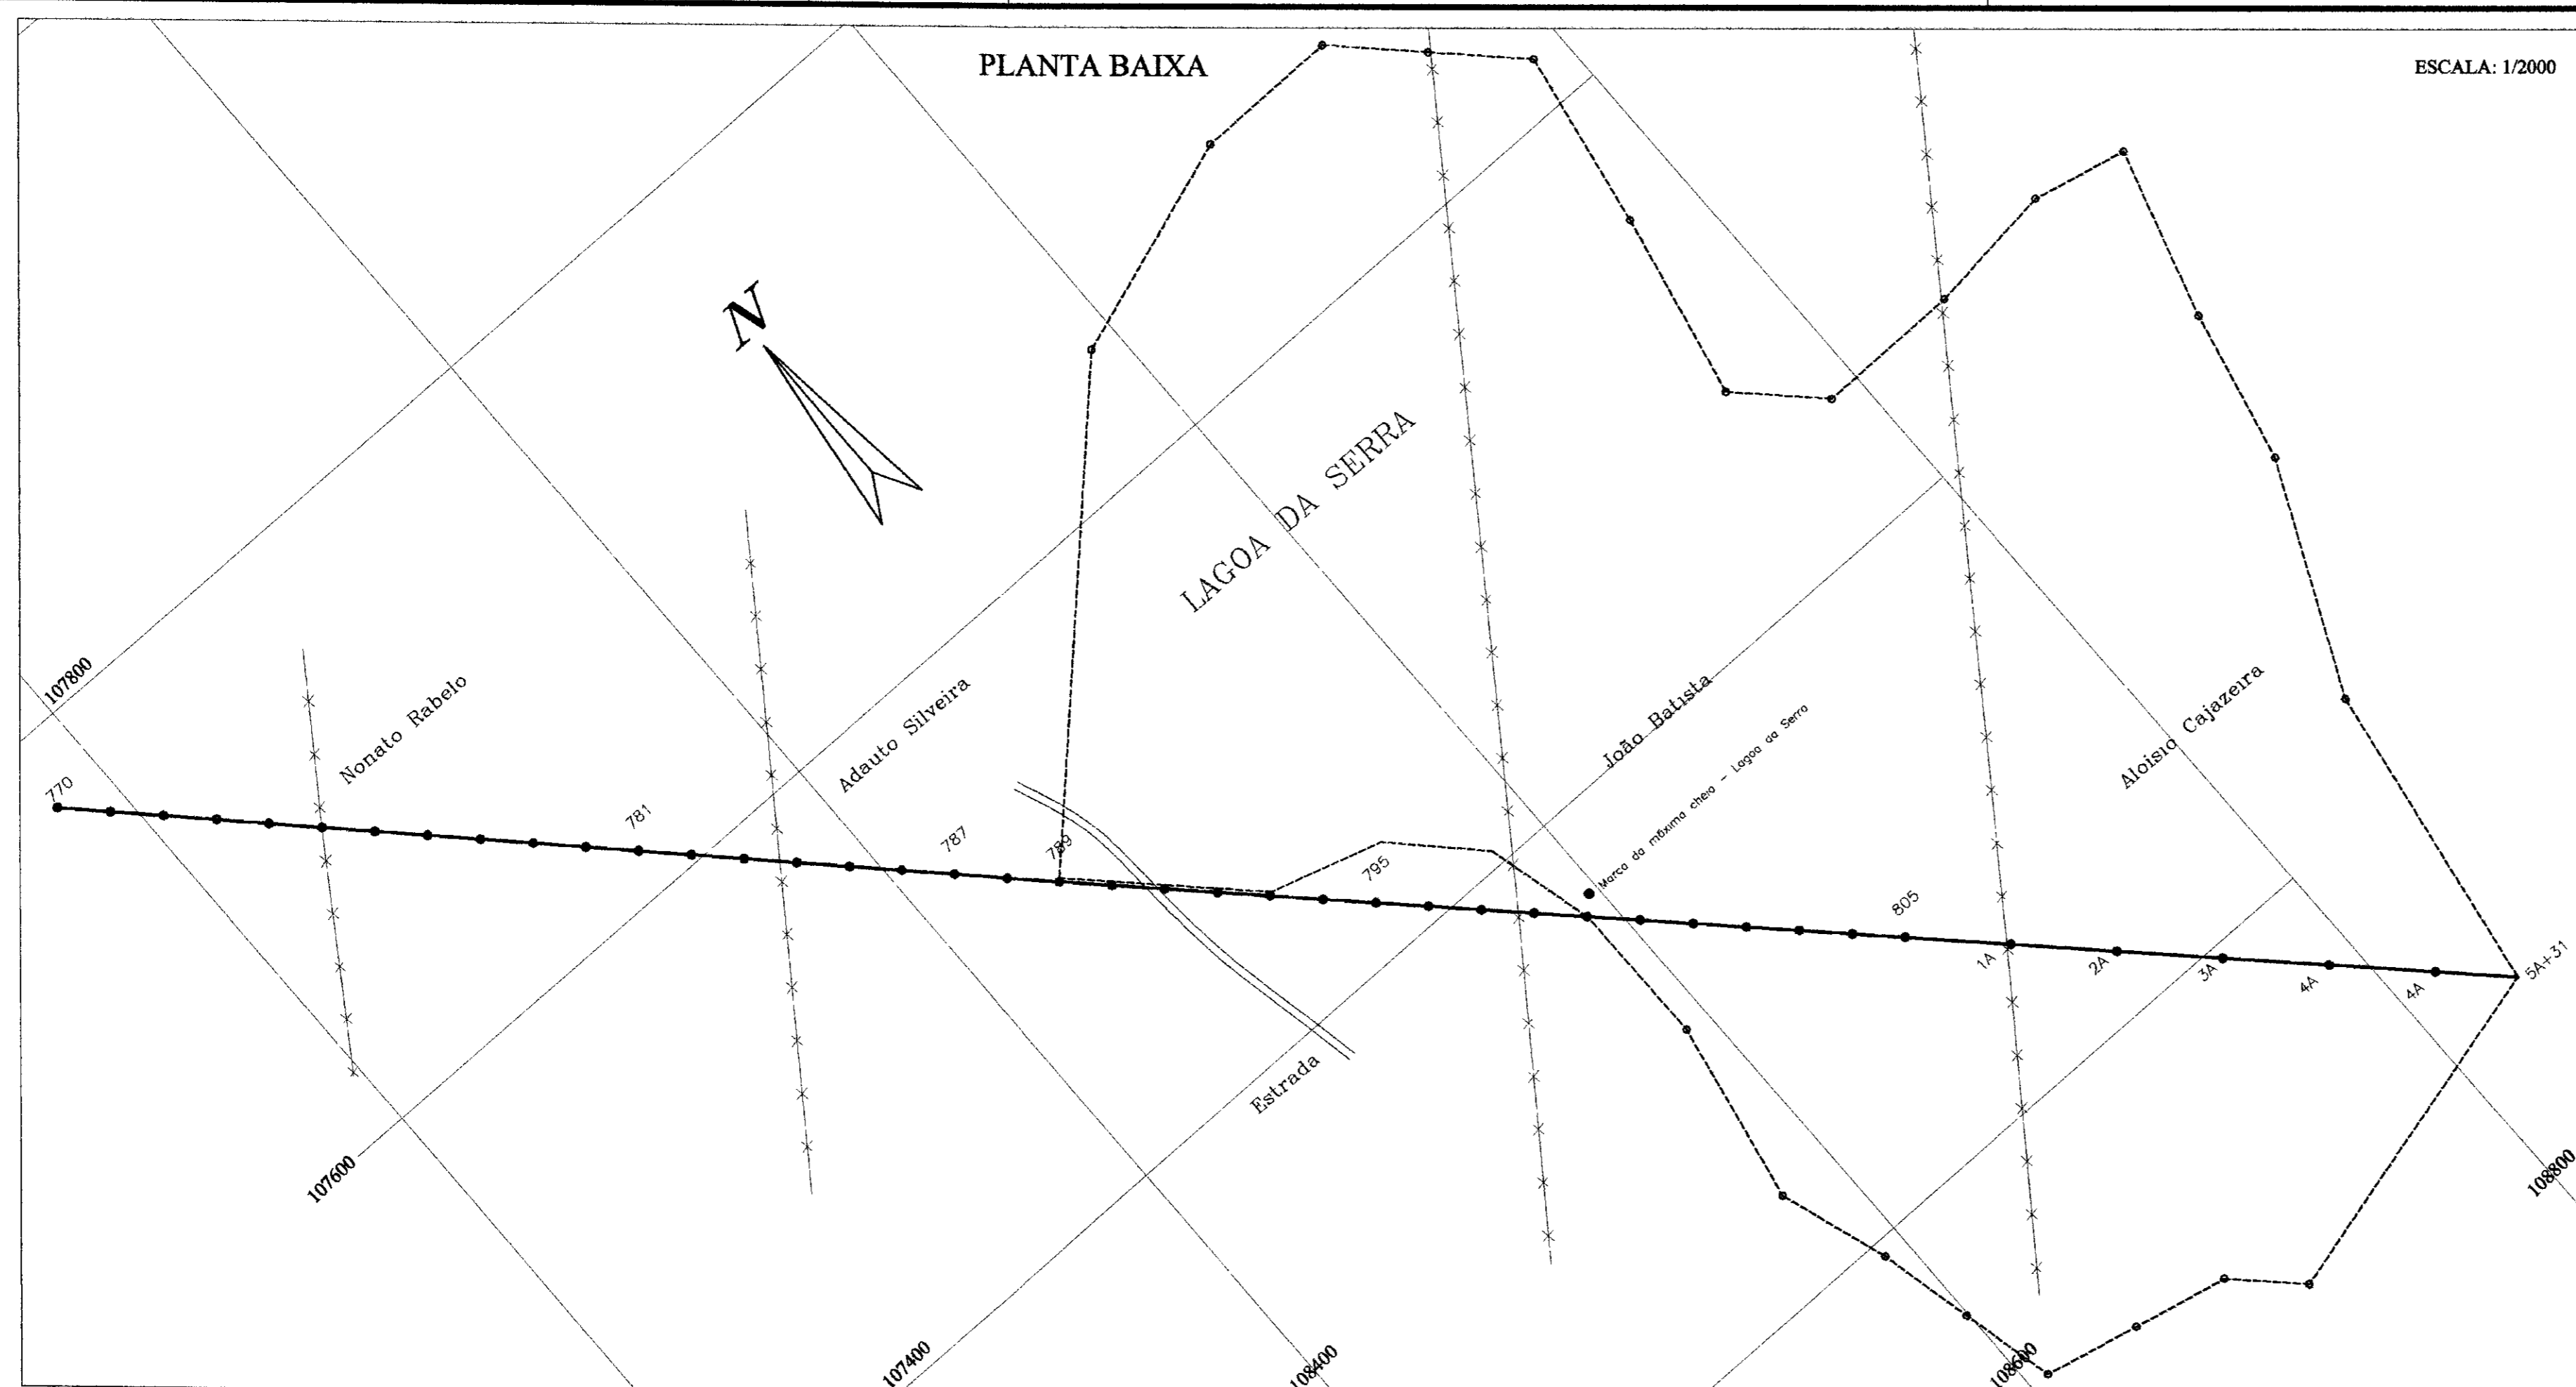 PLANTA BAIXA
ESCALA: 1/2000
N
LAGOA DA SERRA
107800
Nonato Rabelo
Adauto Silveira
João Batista
Marca da máxima cheia - Lagoa da Serra
Aloisio Cajazeira
770
781
787
789
795
805
1A
2A
3A
4A
4A
5A+31
Estrada
107600
107400
108400
108600
108800